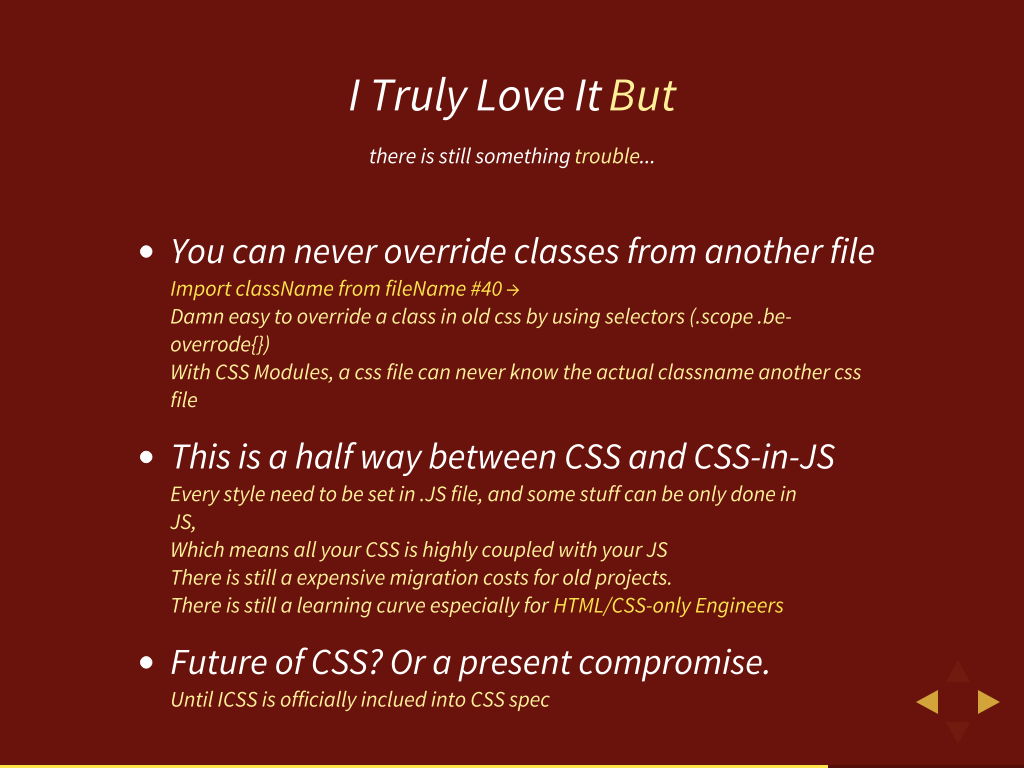 I Truly Love It But
there is still something trouble...
You can never override classes from another file
Import className from fileName #40 →
Damn easy to override a class in old css by using selectors (.scope .be-
overrode{})
With CSS Modules, a css file can never know the actual classname another css
file
This is a half way between CSS and CSS-in-JS
Every style need to be set in .JS file, and some stuff can be only done in
JS,
Which means all your CSS is highly coupled with your JS
There is still a expensive migration costs for old projects.
There is still a learning curve especially for HTML/CSS-only Engineers
Future of CSS? Or a present compromise.
Until ICSS is officially inclued into CSS spec